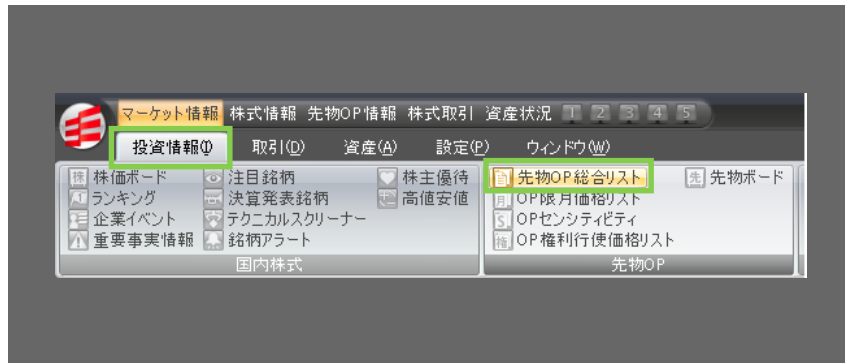 マーケット情報 株式情報 先物OP情報 株式取引 資産状況 1 2 3 4 5
投資情報(I) 取引(D) 資産(A) 設定(P) ウィンドウ(W)
株 株価ボード 注目銘柄 株主優待
ランキング 決算発表銘柄 高値安値
企業イベント テクニカルスクリーナー
重要事実情報 銘柄アラート
国内株式
先物OP総合リスト 先 先物ボード
月 OP限月価格リスト
S OPセンシティビティ
権 OP権利行使価格リスト
先物OP